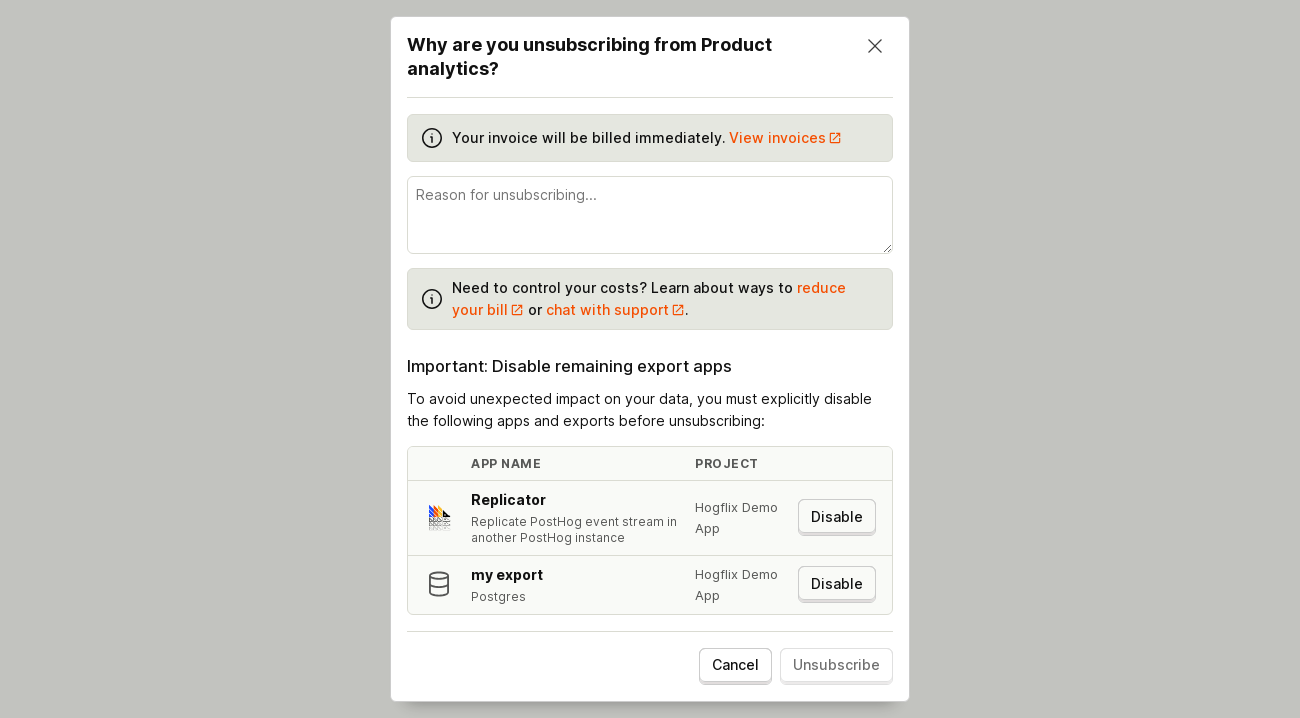 Why are you unsubscribing from Product
analytics?
Your invoice will be billed immediately. View invoices
Reason for unsubscribing...
Need to control your costs? Learn about ways to reduce
your bill or chat with support.
Important: Disable remaining export apps
To avoid unexpected impact on your data, you must explicitly disable
the following apps and exports before unsubscribing:
APP NAME PROJECT
Replicator
Replicate PostHog event stream in
another PostHog instance
Hogflix Demo
App
Disable
my export
Postgres
Hogflix Demo
App
Disable
Cancel Unsubscribe